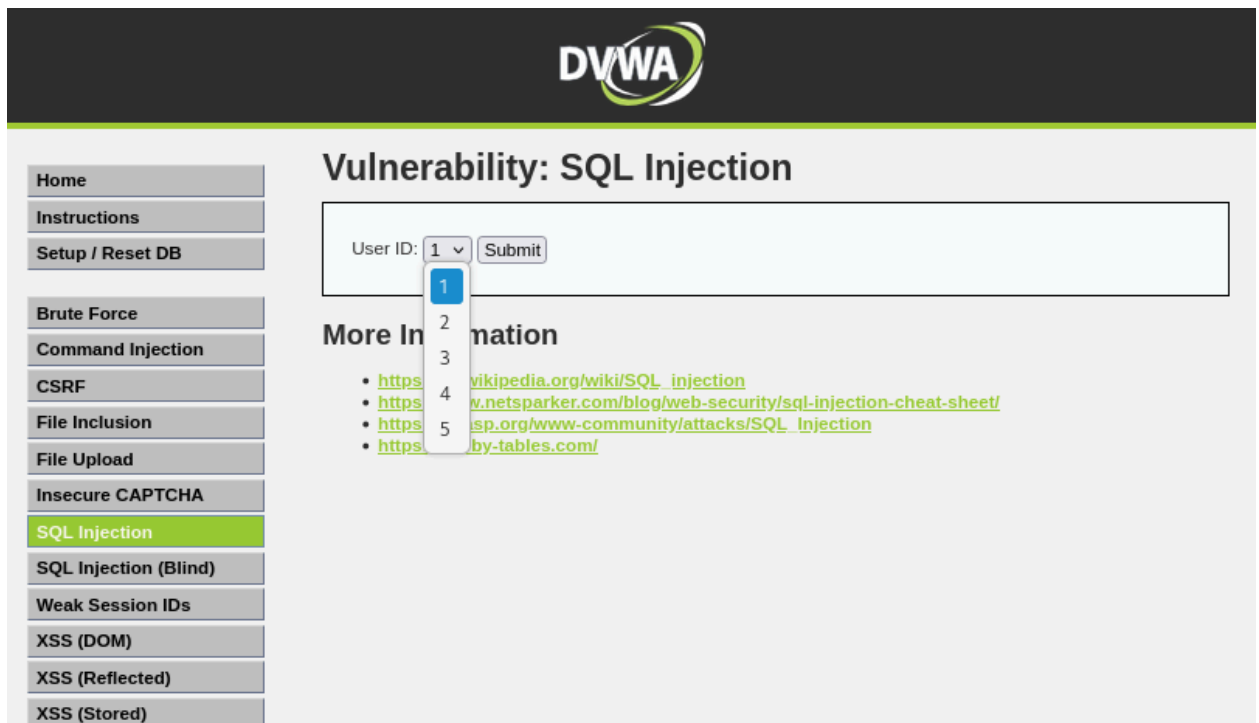 DVWA
Home
Instructions
Setup / Reset DB
Brute Force
Command Injection
CSRF
File Inclusion
File Upload
Insecure CAPTCHA
SQL Injection
SQL Injection (Blind)
Weak Session IDs
XSS (DOM)
XSS (Reflected)
XSS (Stored)
Vulnerability: SQL Injection
User ID: 1 Submit
1
2
3
4
5
More In mation
https wikipedia.org/wiki/SQL_injection
https w.netsparker.com/blog/web-security/sql-injection-cheat-sheet/
https asp.org/www-community/attacks/SQL_Injection
https by-tables.com/